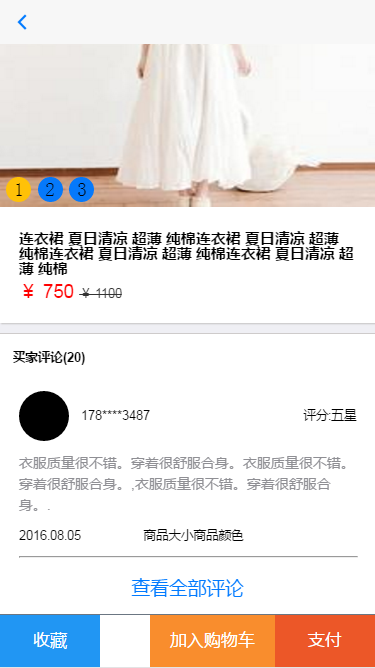 1 2 3
连衣裙 夏日清凉 超薄 纯棉连衣裙 夏日清凉 超薄
纯棉连衣裙 夏日清凉 超薄 纯棉连衣裙 夏日清凉 超
薄 纯棉
￥ 750 ￥ 1100
买家评论(20)
178****3487 评分:五星
衣服质量很不错。穿着很舒服合身。衣服质量很不错。
穿着很舒服合身。,衣服质量很不错。穿着很舒服合
身。.
2016.08.05 商品大小商品颜色
查看全部评论
收藏 加入购物车 支付